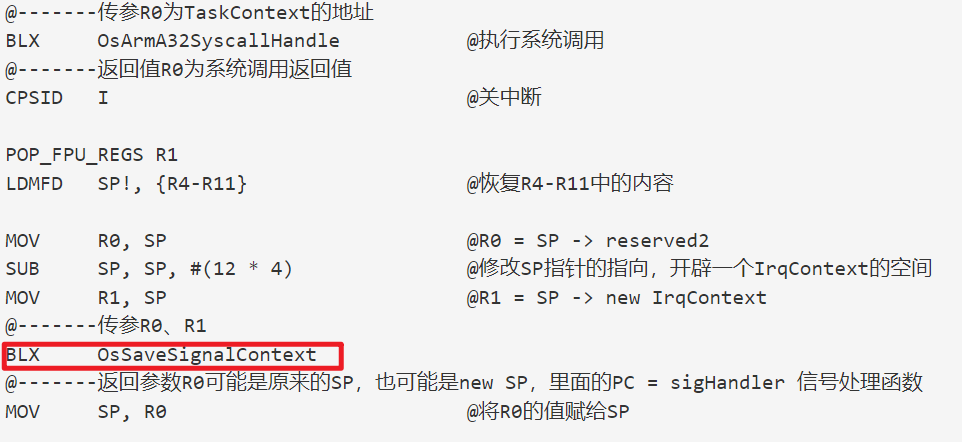 @-------传参R0为TaskContext的地址
BLX OsArmA32SyscallHandle @执行系统调用
@-------返回值R0为系统调用返回值
CPSID I @关中断
POP_FPU_REGS R1
LDMFD SP!, {R4-R11} @恢复R4-R11中的内容
MOV R0, SP @R0 = SP -> reserved2
SUB SP, SP, #(12 * 4) @修改SP指针的指向，开辟一个IrqContext的空间
MOV R1, SP @R1 = SP -> new IrqContext
@-------传参R0、R1
BLX OsSaveSignalContext
@-------返回参数R0可能是原来的SP，也可能是new SP，里面的PC = sigHandler 信号处理函数
MOV SP, R0 @将R0的值赋给SP